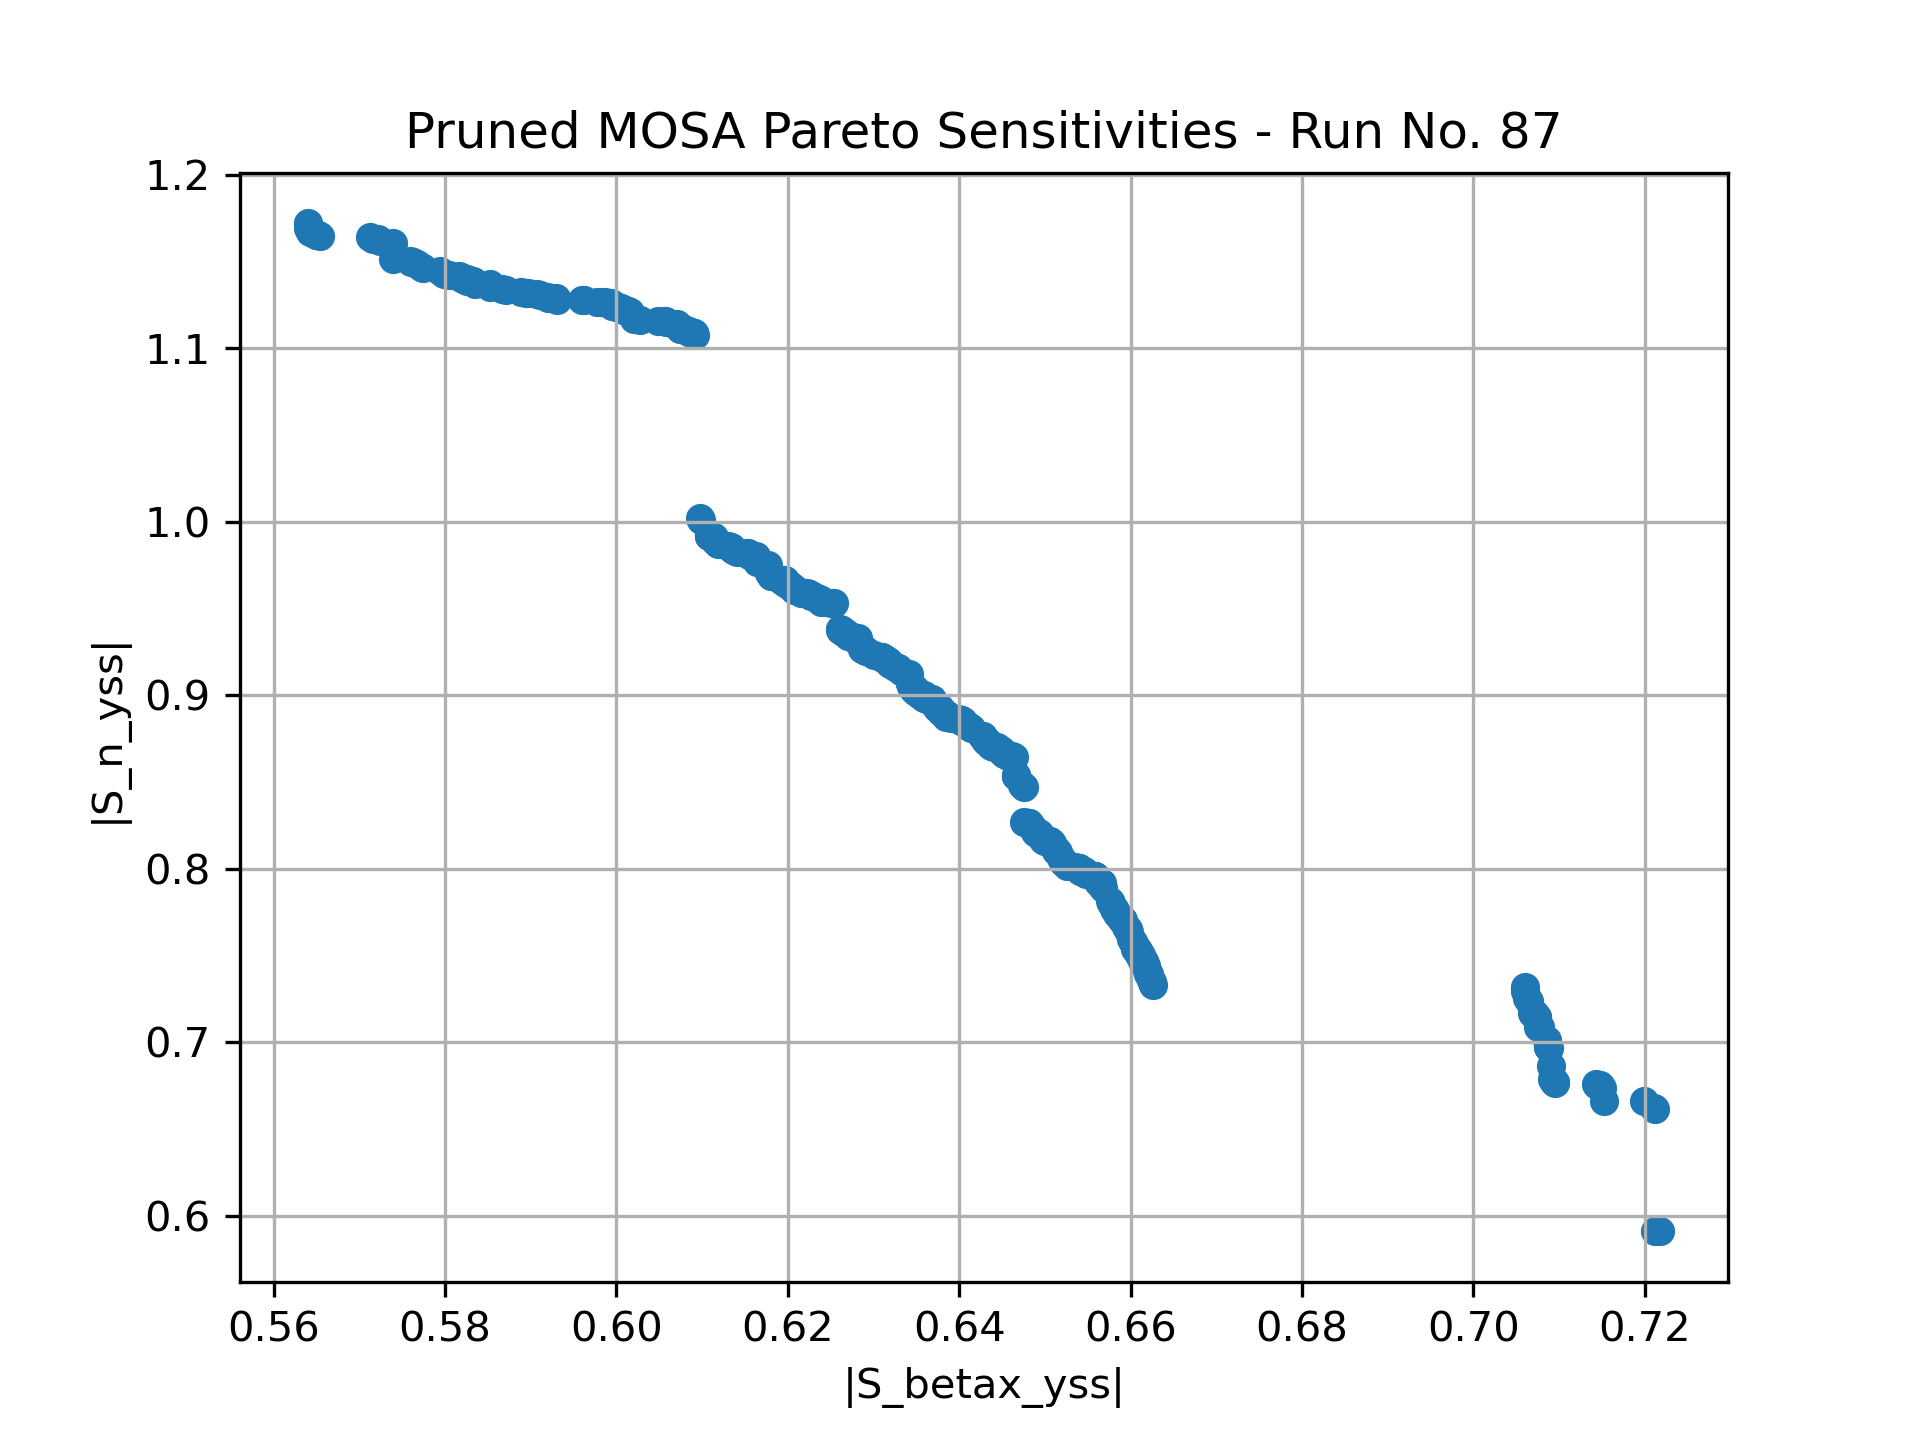 Pruned MOSA Pareto Sensitivities - Run No. 87
1.2
1.1
1.0
0.9
0.8
0.7
0.6
|S_n_yss|
0.56 0.58 0.60 0.62 0.64 0.66 0.68 0.70 0.72
|S_betax_yss|